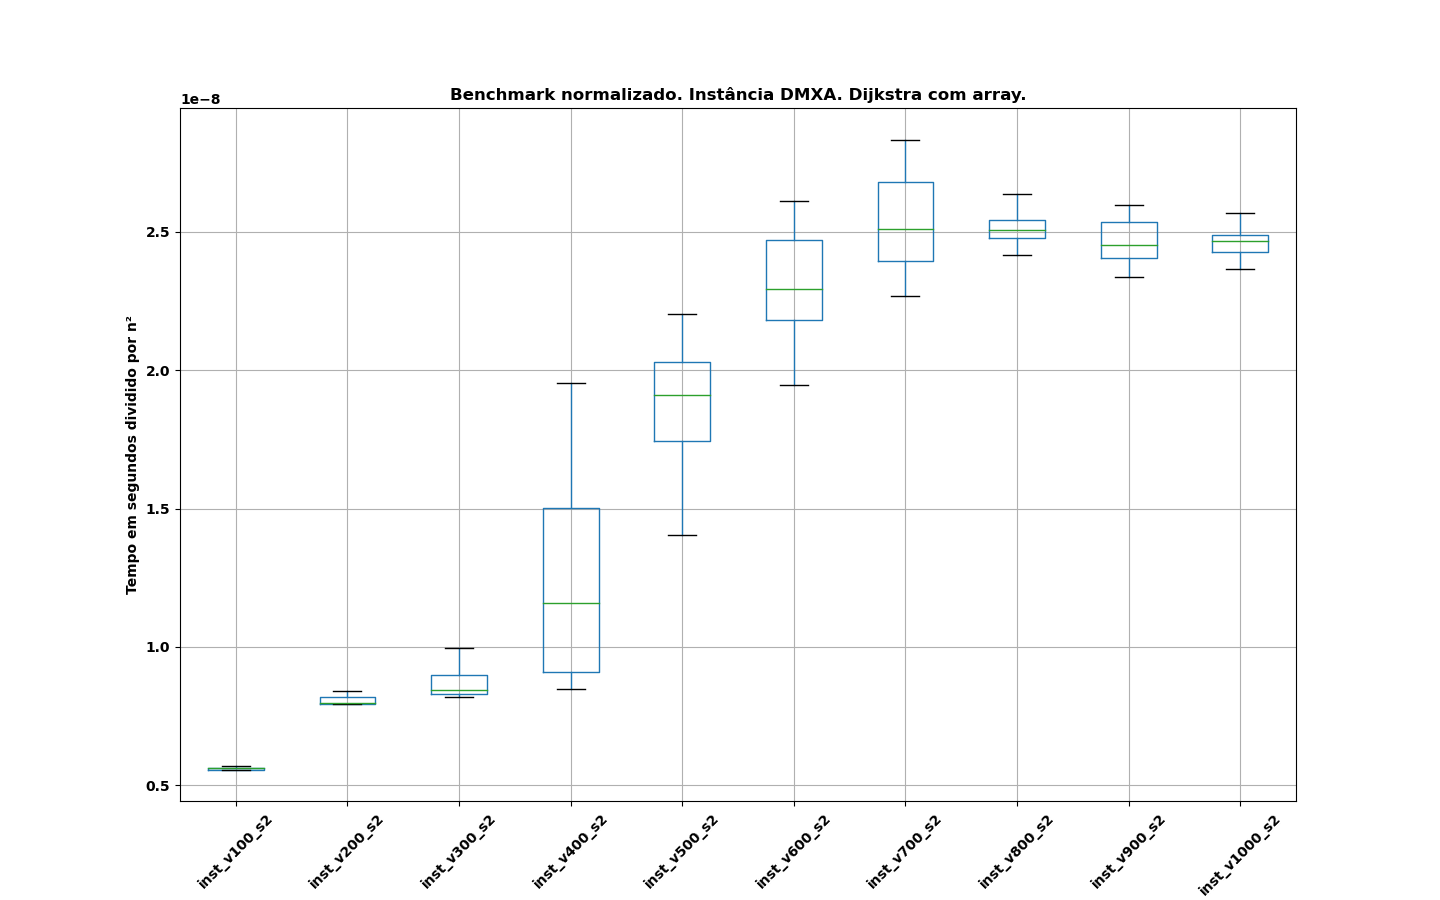 Benchmark normalizado. Instância DMXA. Dijkstra com array.
1e−8
Tempo em segundos dividido por n²
2.5
2.0
1.5
1.0
0.5
inst_v100_s2
inst_v200_s2
inst_v300_s2
inst_v400_s2
inst_v500_s2
inst_v600_s2
inst_v700_s2
inst_v800_s2
inst_v900_s2
inst_v1000_s2